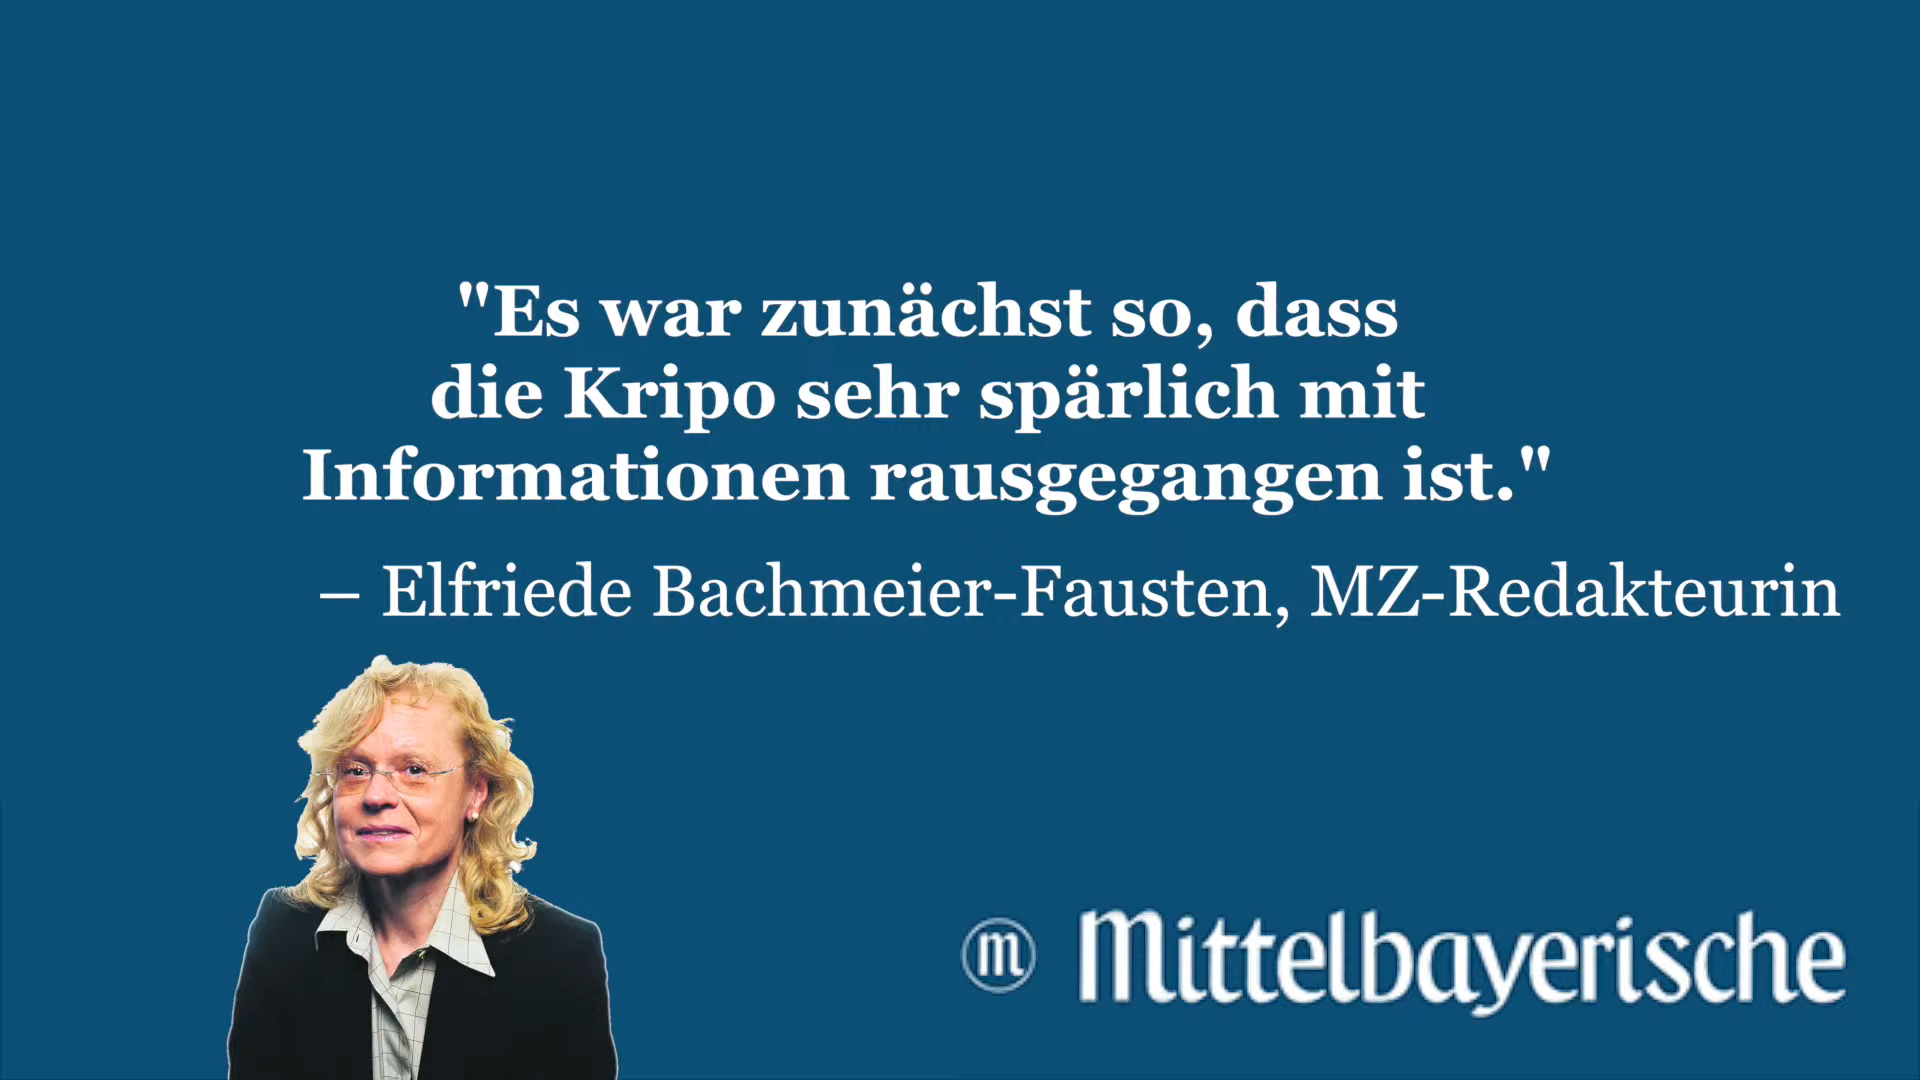 "Es war zunächst so, dass
die Kripo sehr spärlich mit
Informationen rausgegangen ist."
– Elfriede Bachmeier-Fausten, MZ-Redakteurin
m Mittelbayerische